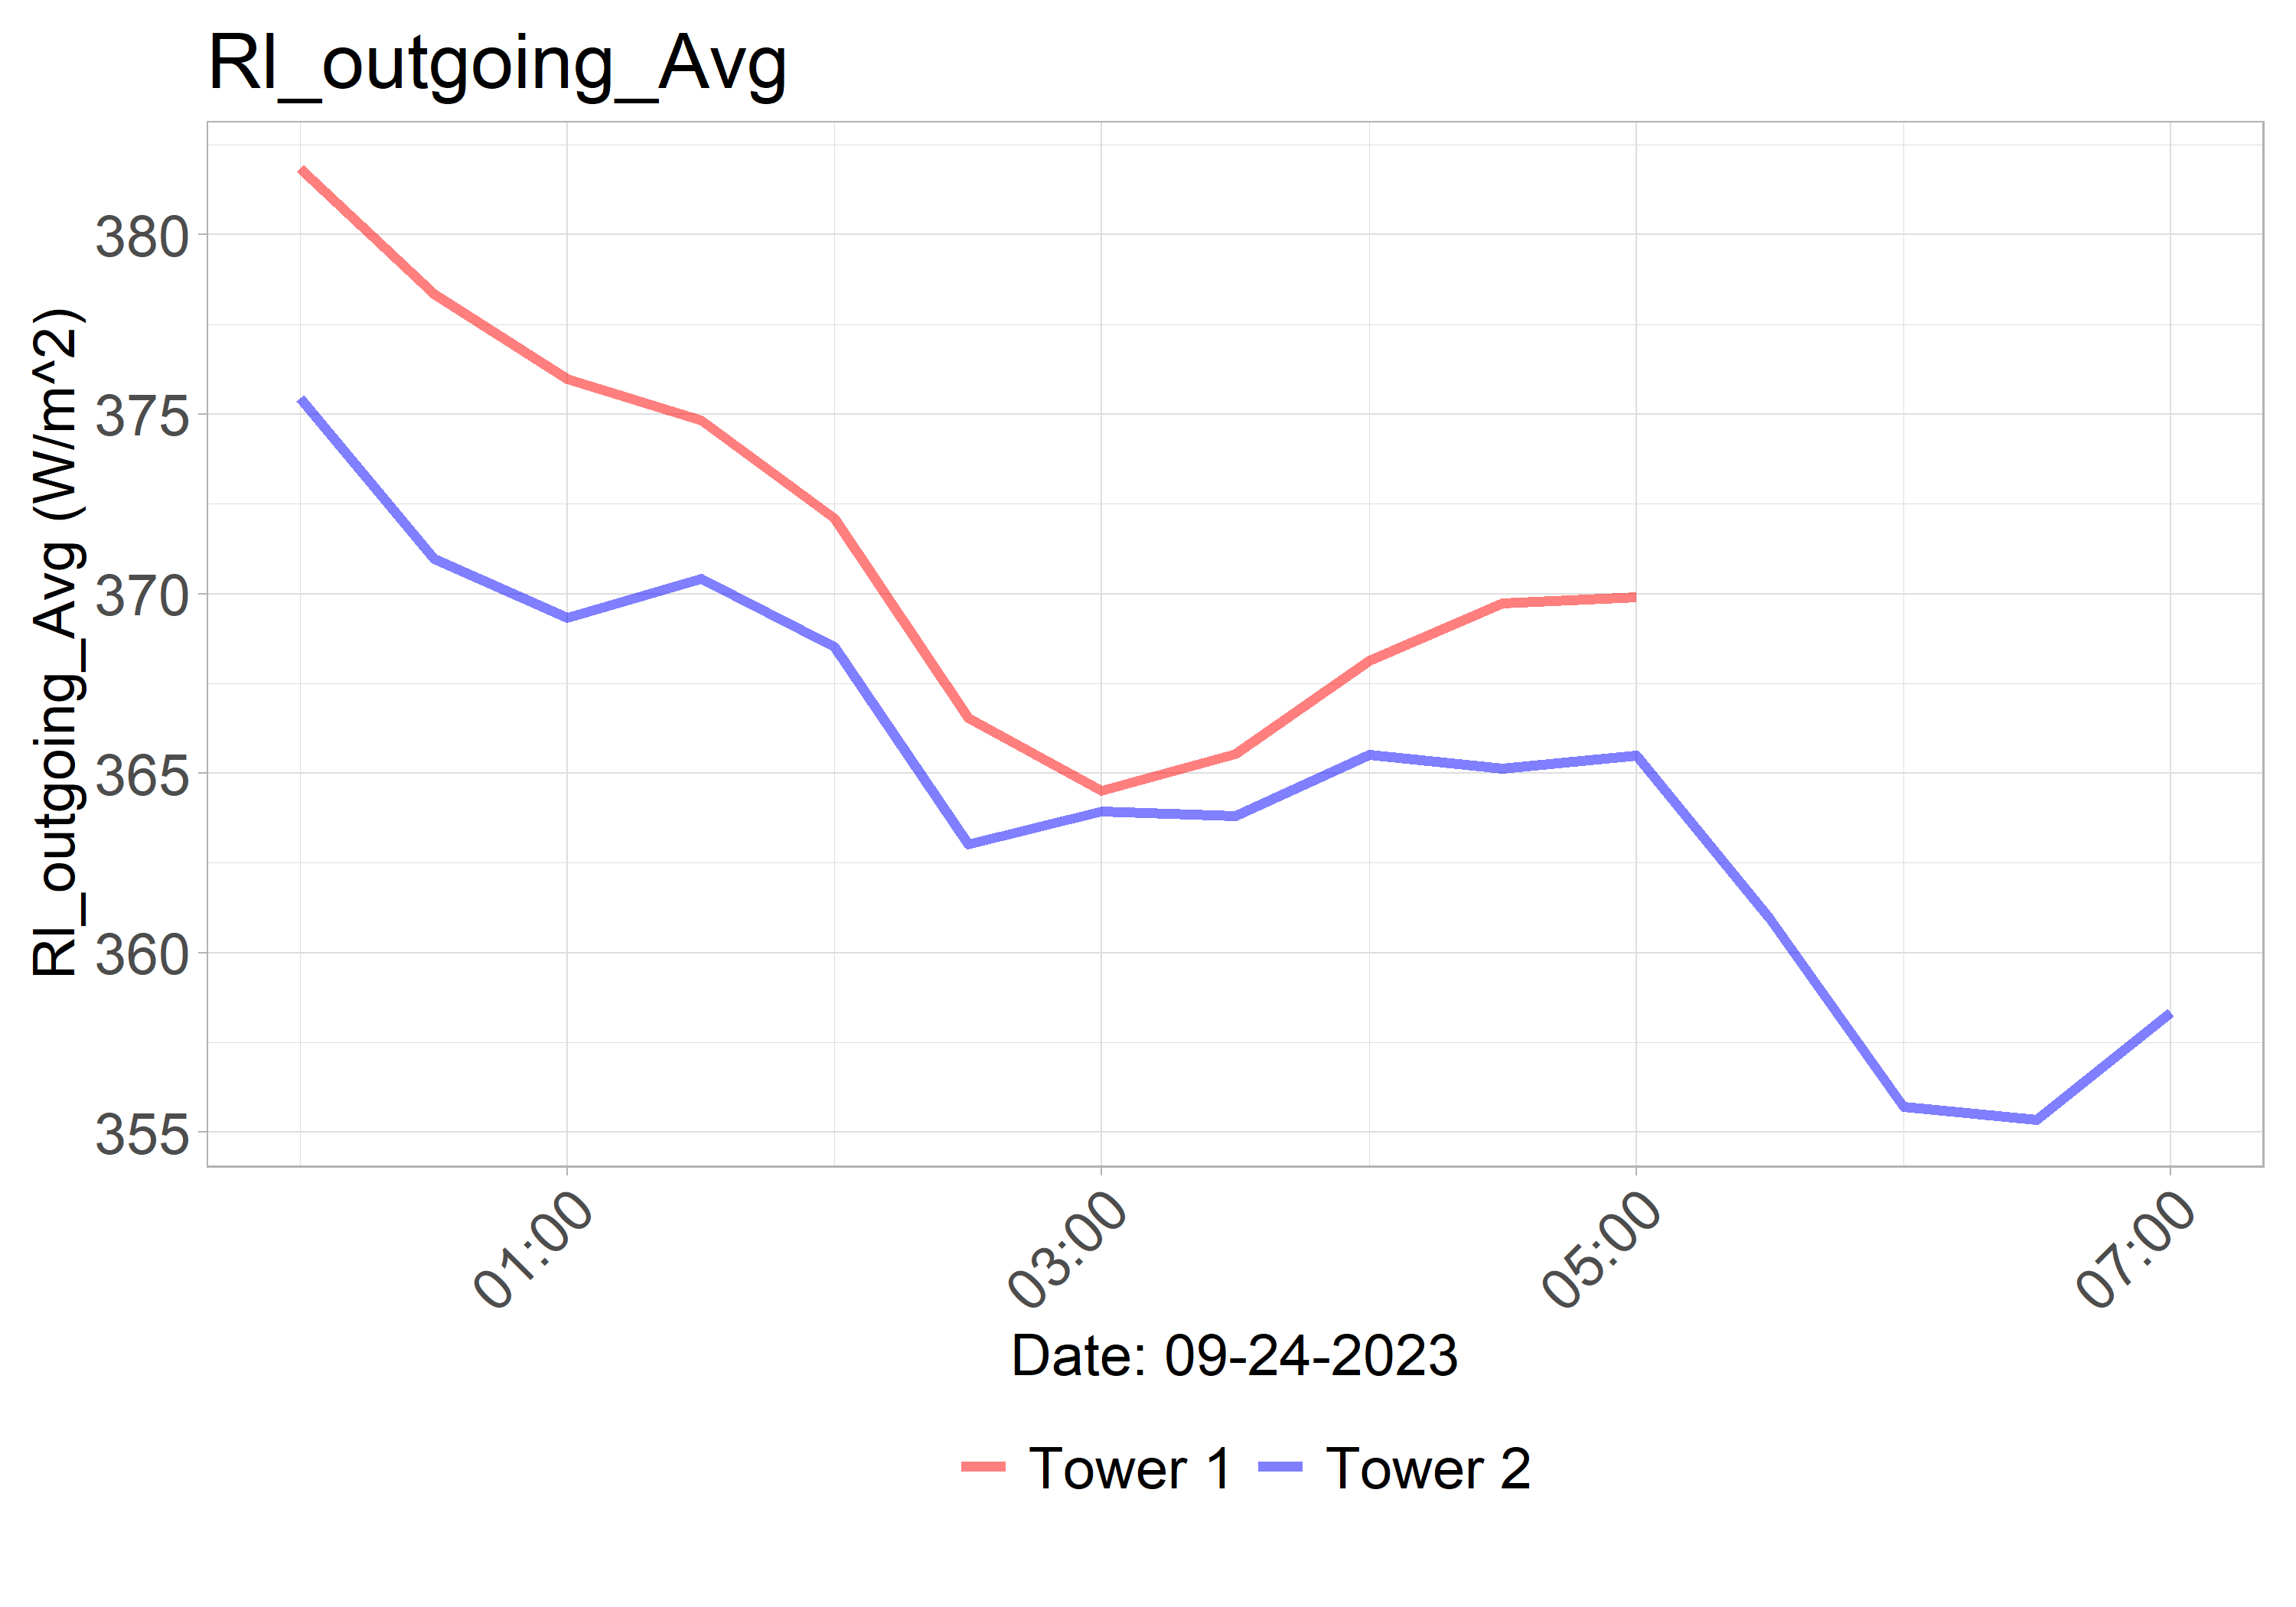 Rl_outgoing_Avg
Rl_outgoing_Avg (W/m^2)
380
375
370
365
360
355
01:00
03:00
05:00
07:00
Date: 09-24-2023
Tower 1
Tower 2